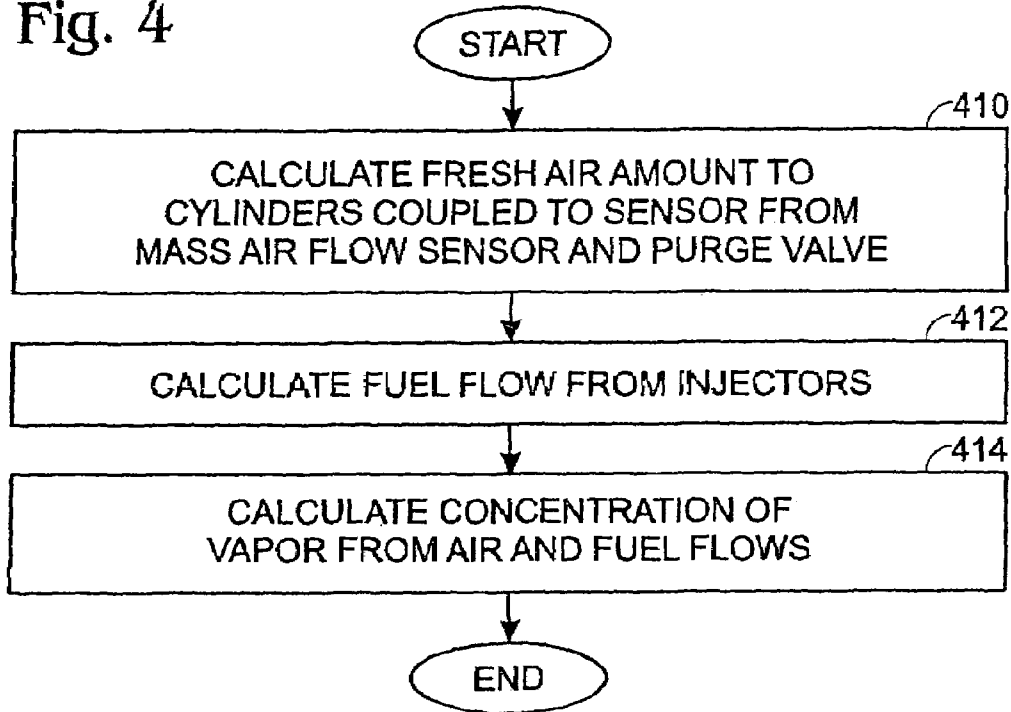 Fig. 4
START
410
CALCULATE FRESH AIR AMOUNT TO
CYLINDERS COUPLED TO SENSOR FROM
MASS AIR FLOW SENSOR AND PURGE VALVE
412
CALCULATE FUEL FLOW FROM INJECTORS
414
CALCULATE CONCENTRATION OF
VAPOR FROM AIR AND FUEL FLOWS
END